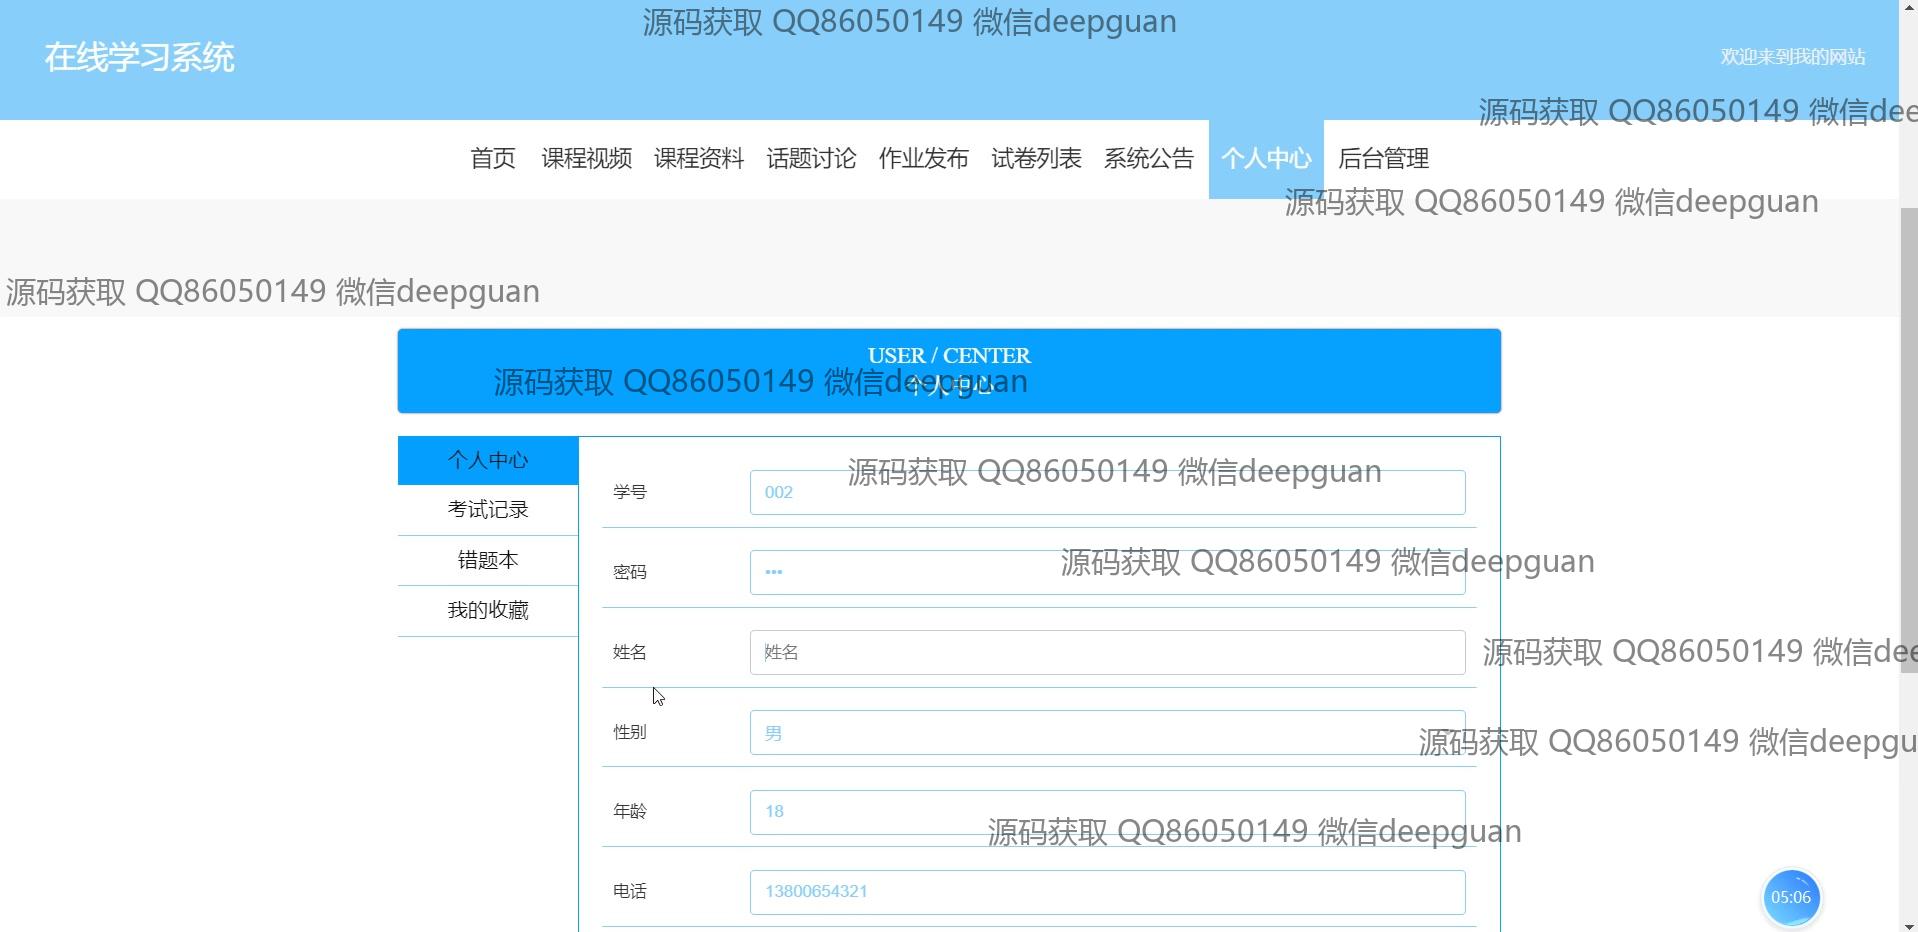 源码获取 QQ86050149 微信deepguan
在线学习系统
欢迎来到我的网站
源码获取 QQ86050149 微信dee
首页 课程视频 课程资料 话题讨论 作业发布 试卷列表 系统公告 个人中心 后台管理
源码获取 QQ86050149 微信deepguan
源码获取 QQ86050149 微信deepguan
USER / CENTER
个人中心
源码获取 QQ86050149 微信deepguan
个人中心
考试记录
错题本
我的收藏
源码获取 QQ86050149 微信deepguan
学号 002
源码获取 QQ86050149 微信deepguan
密码 •••
姓名 姓名
源码获取 QQ86050149 微信dee
性别 男
源码获取 QQ86050149 微信deepgu
年龄 18
源码获取 QQ86050149 微信deepguan
电话 13800654321
05:06